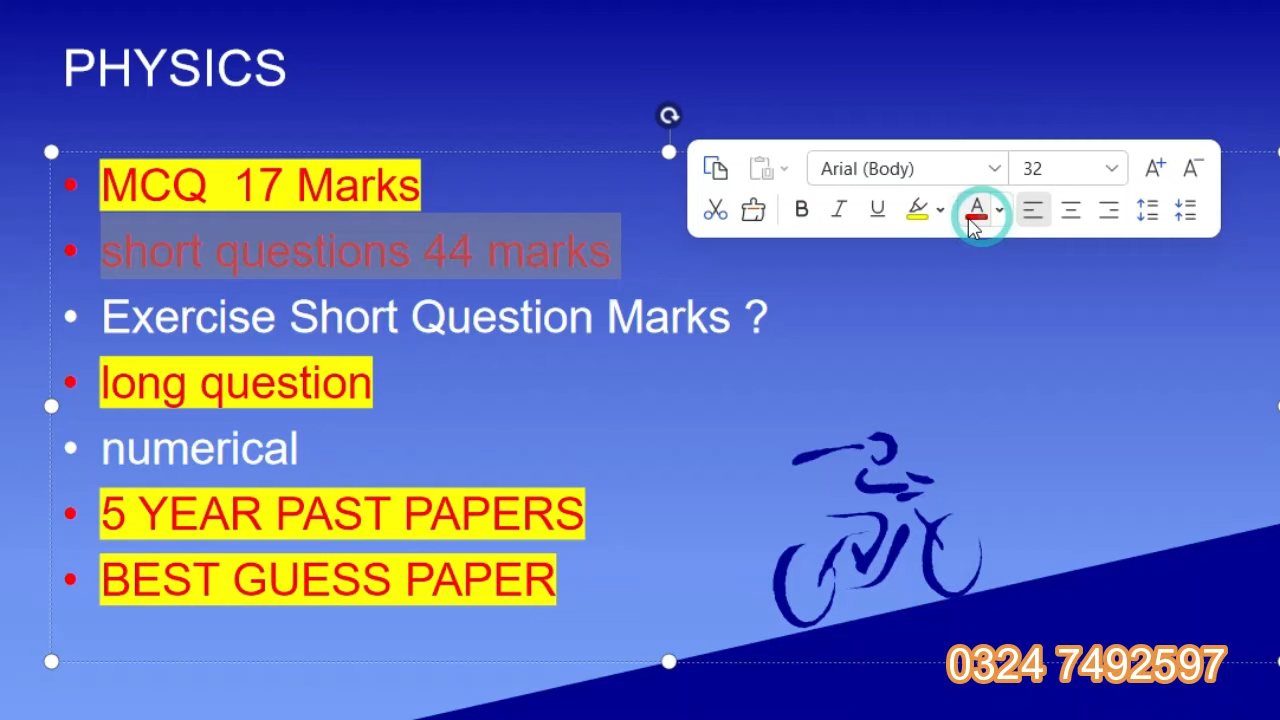 PHYSICS
• MCQ  17 Marks
Arial (Body)
32
A+
A-
B
I
U
A
• short questions 44 marks
• Exercise Short Question Marks ?
• long question
• numerical
• 5 YEAR PAST PAPERS
• BEST GUESS PAPER
0324 7492597